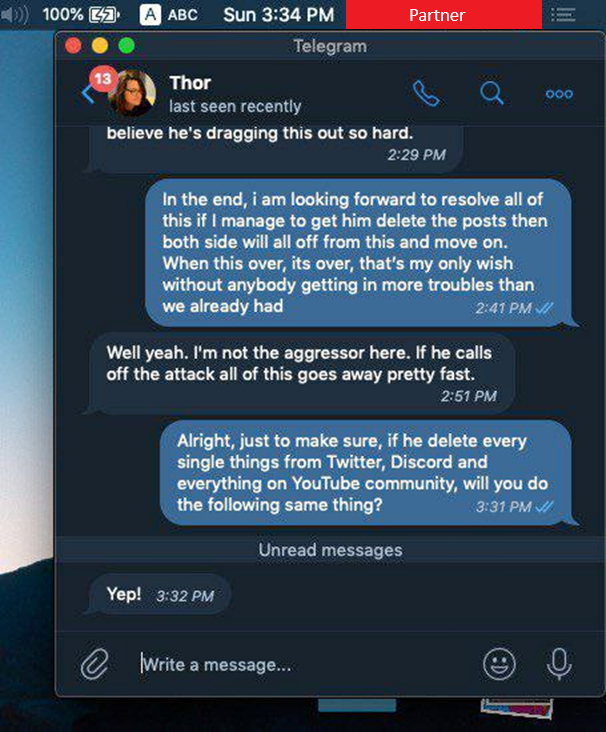 100% A ABC Sun 3:34 PM Partner
Telegram
13
Thor
last seen recently
believe he's dragging this out so hard.
2:29 PM
In the end, i am looking forward to resolve all of
this if I manage to get him delete the posts then
both side will all off from this and move on.
When this over, its over, that's my only wish
without anybody getting in more troubles than
we already had 2:41 PM
Well yeah. I'm not the aggressor here. If he calls
off the attack all of this goes away pretty fast.
2:51 PM
Alright, just to make sure, if he delete every
single things from Twitter, Discord and
everything on YouTube community, will you do
the following same thing? 3:31 PM
Unread messages
Yep! 3:32 PM
Write a message...